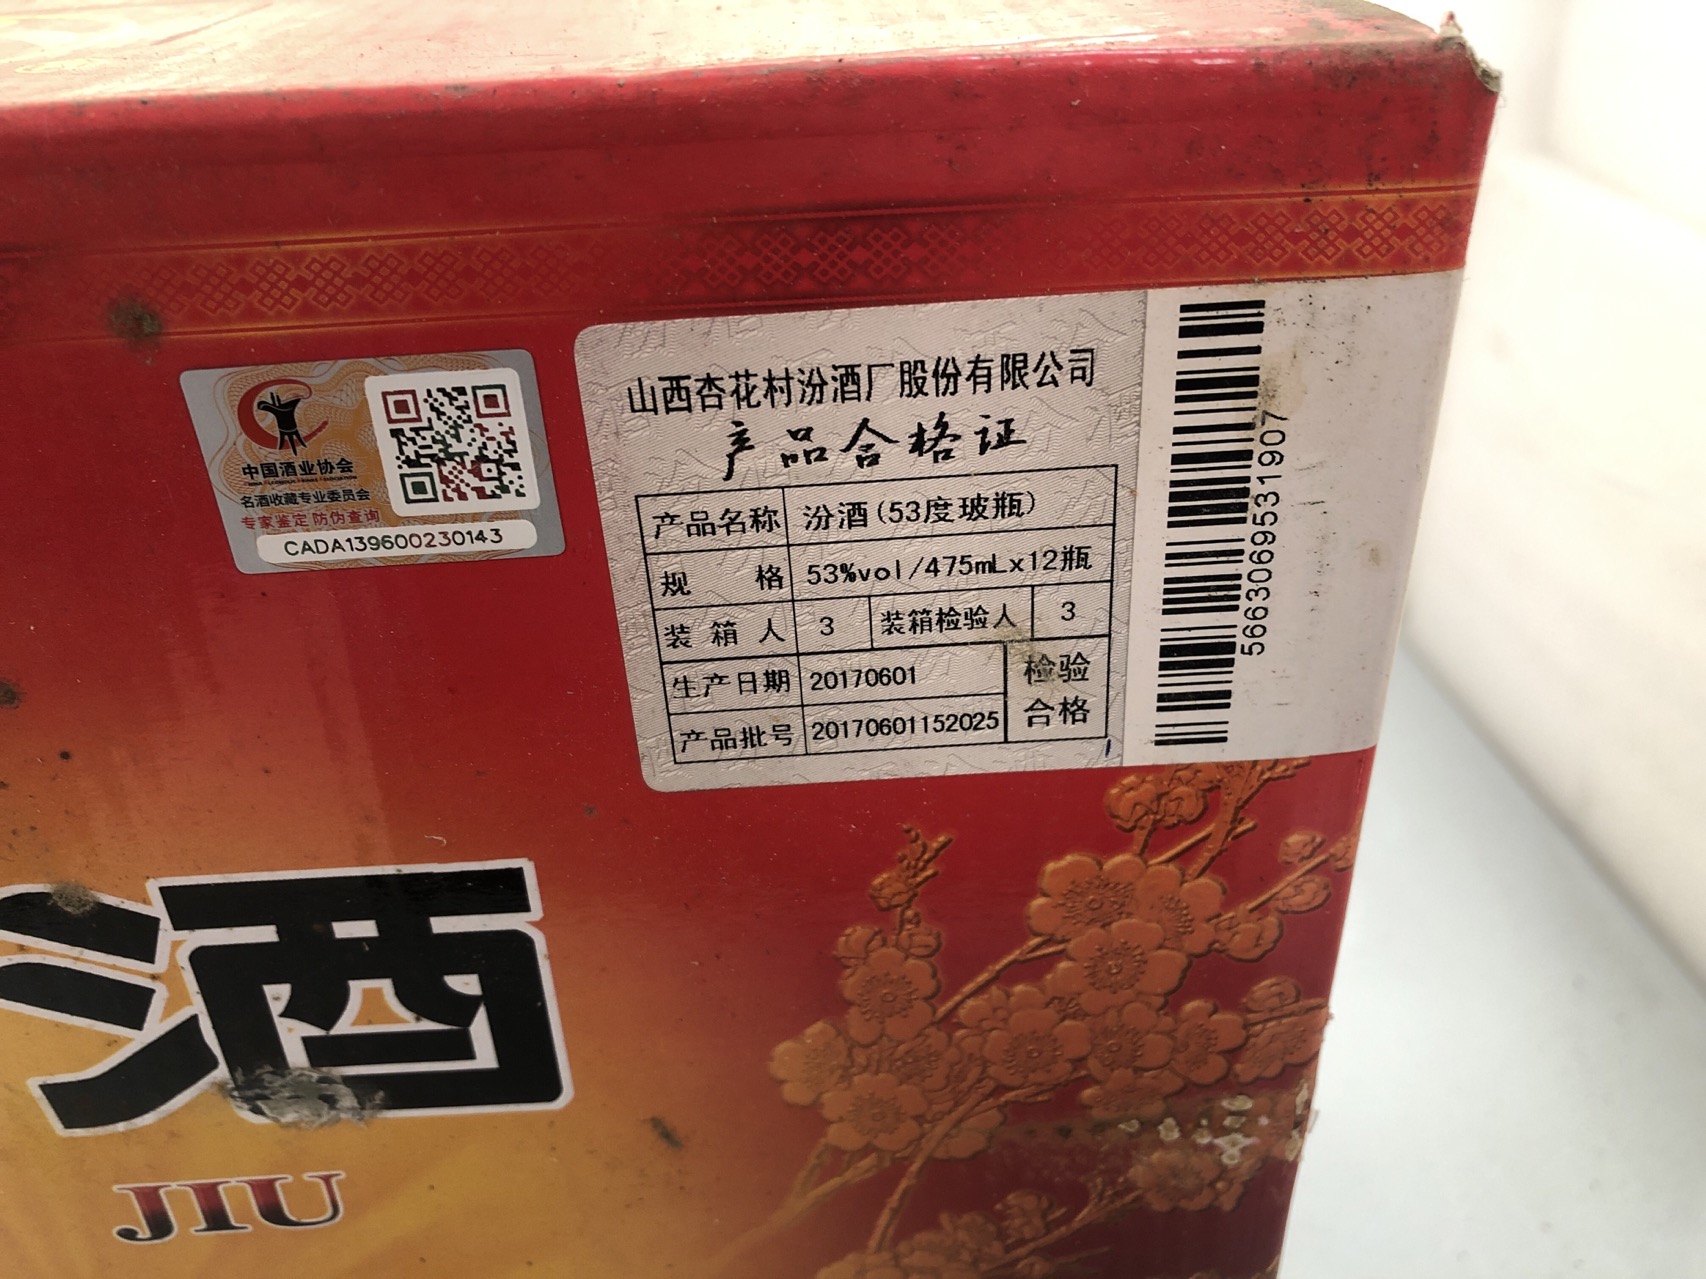 中国酒业协会
名酒收藏专业委员会
专家鉴定 防伪查询
CADA139600230143
山西杏花村汾酒厂股份有限公司
产品合格证
产品名称 汾酒(53度玻瓶)
规 格 53%vol/475mLx12瓶
装 箱 人 3 装箱检验人 3
生产日期 20170601
产品批号 20170601152025
检验
合格
566306953190​7
酒
JIU